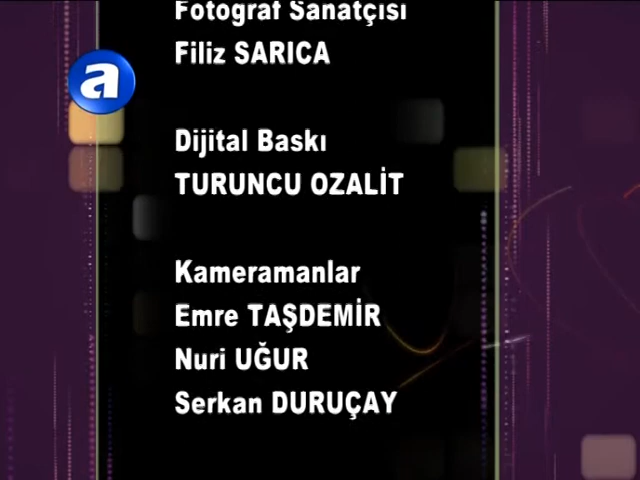 Fotoğraf Sanatçısı
Filiz SARICA
a
Dijital Baskı
TURUNCU OZALİT
Kameramanlar
Emre TAŞDEMİR
Nuri UĞUR
Serkan DURUÇAY